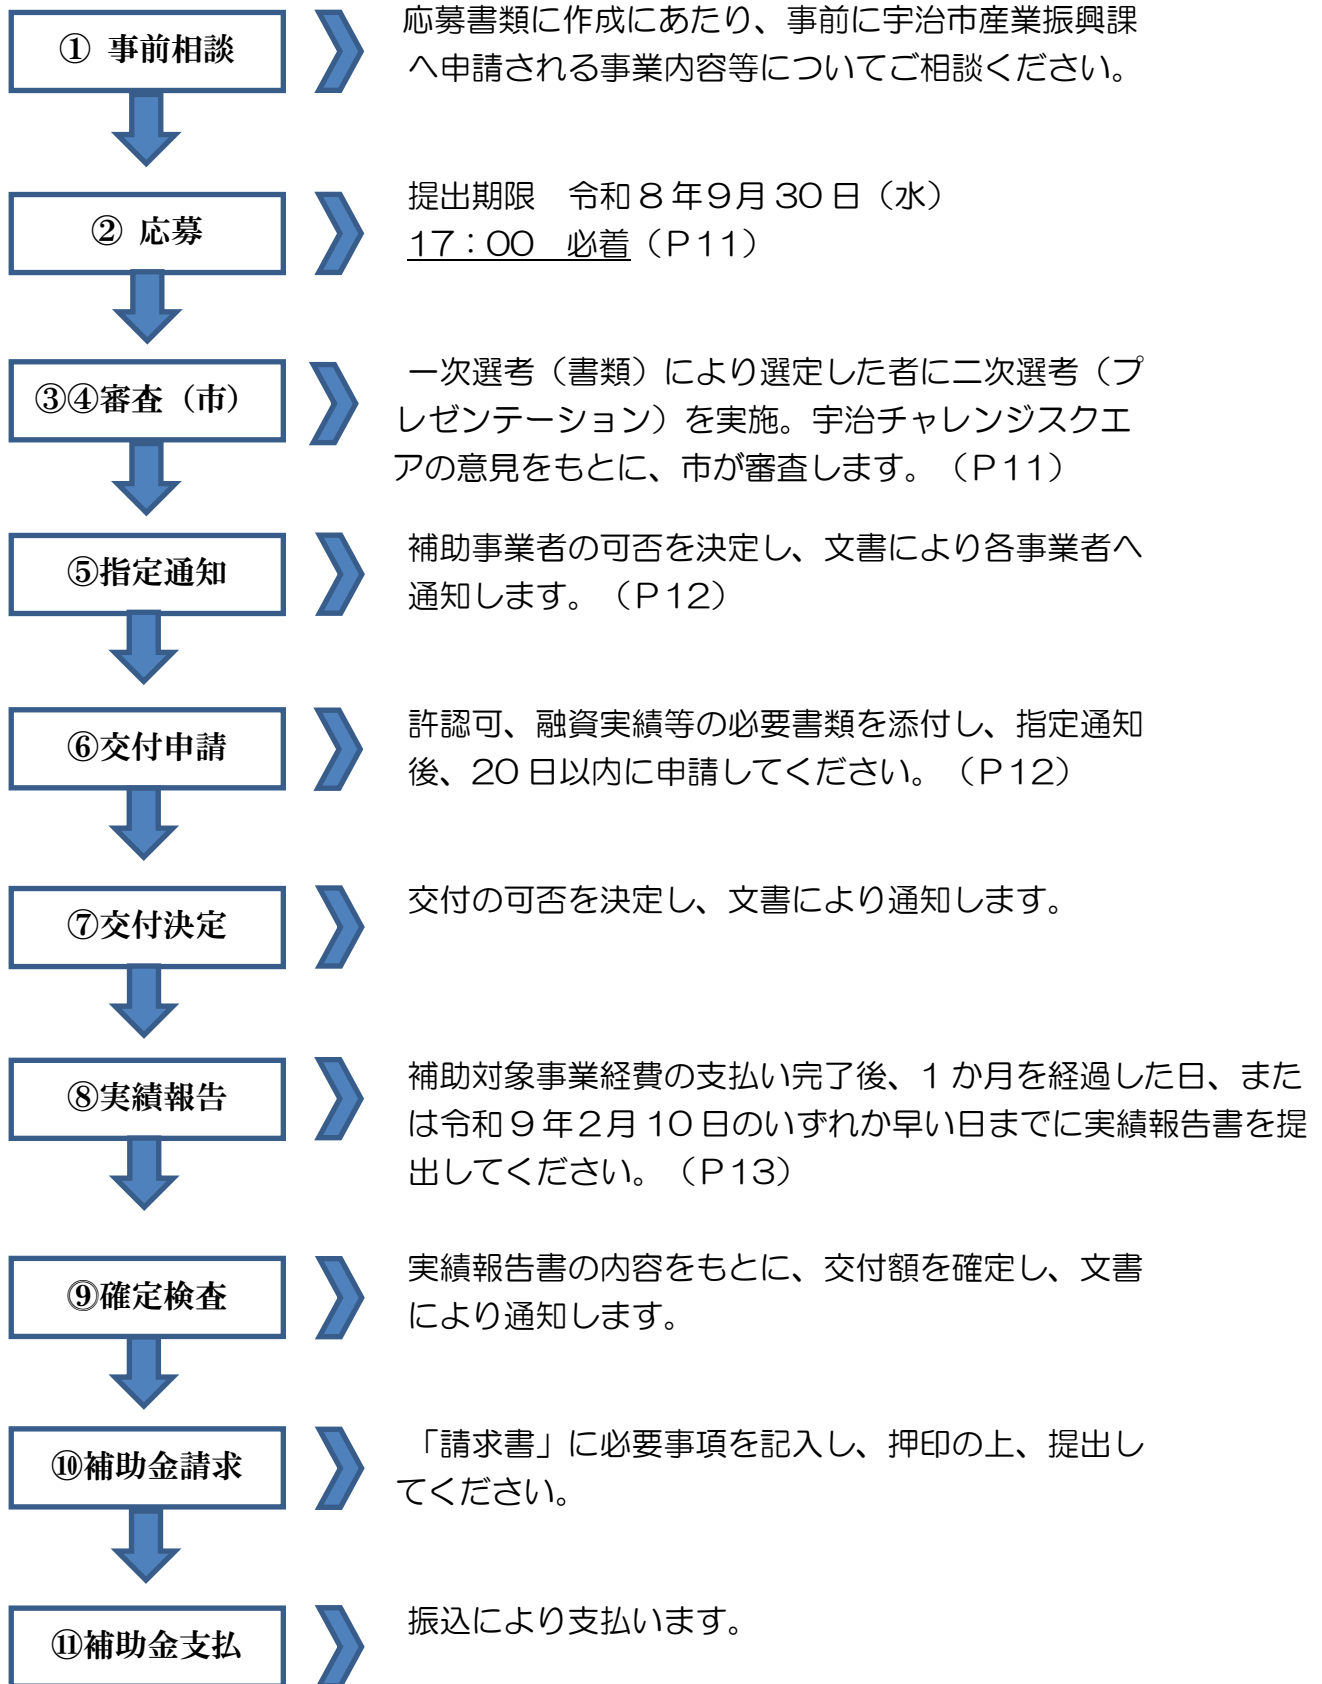 ① 事前相談
応募書類に作成にあたり、事前に宇治市産業振興課
へ申請される事業内容等についてご相談ください。
② 応募
提出期限　令和８年９月30日（水）
17：00　必着（Ｐ11）
③④審査（市）
一次選考（書類）により選定した者に二次選考（プ
レゼンテーション）を実施。宇治チャレンジスクエ
アの意見をもとに、市が審査します。（Ｐ11）
⑤指定通知
補助事業者の可否を決定し、文書により各事業者へ
通知します。（Ｐ12）
⑥交付申請
許認可、融資実績等の必要書類を添付し、指定通知
後、20日以内に申請してください。（Ｐ12）
⑦交付決定
交付の可否を決定し、文書により通知します。
⑧実績報告
補助対象事業経費の支払い完了後、1か月を経過した日、また
は令和９年２月10日のいずれか早い日までに実績報告書を提
出してください。（Ｐ13）
⑨確定検査
実績報告書の内容をもとに、交付額を確定し、文書
により通知します。
⑩補助金請求
「請求書」に必要事項を記入し、押印の上、提出し
てください。
⑪補助金支払
振込により支払います。